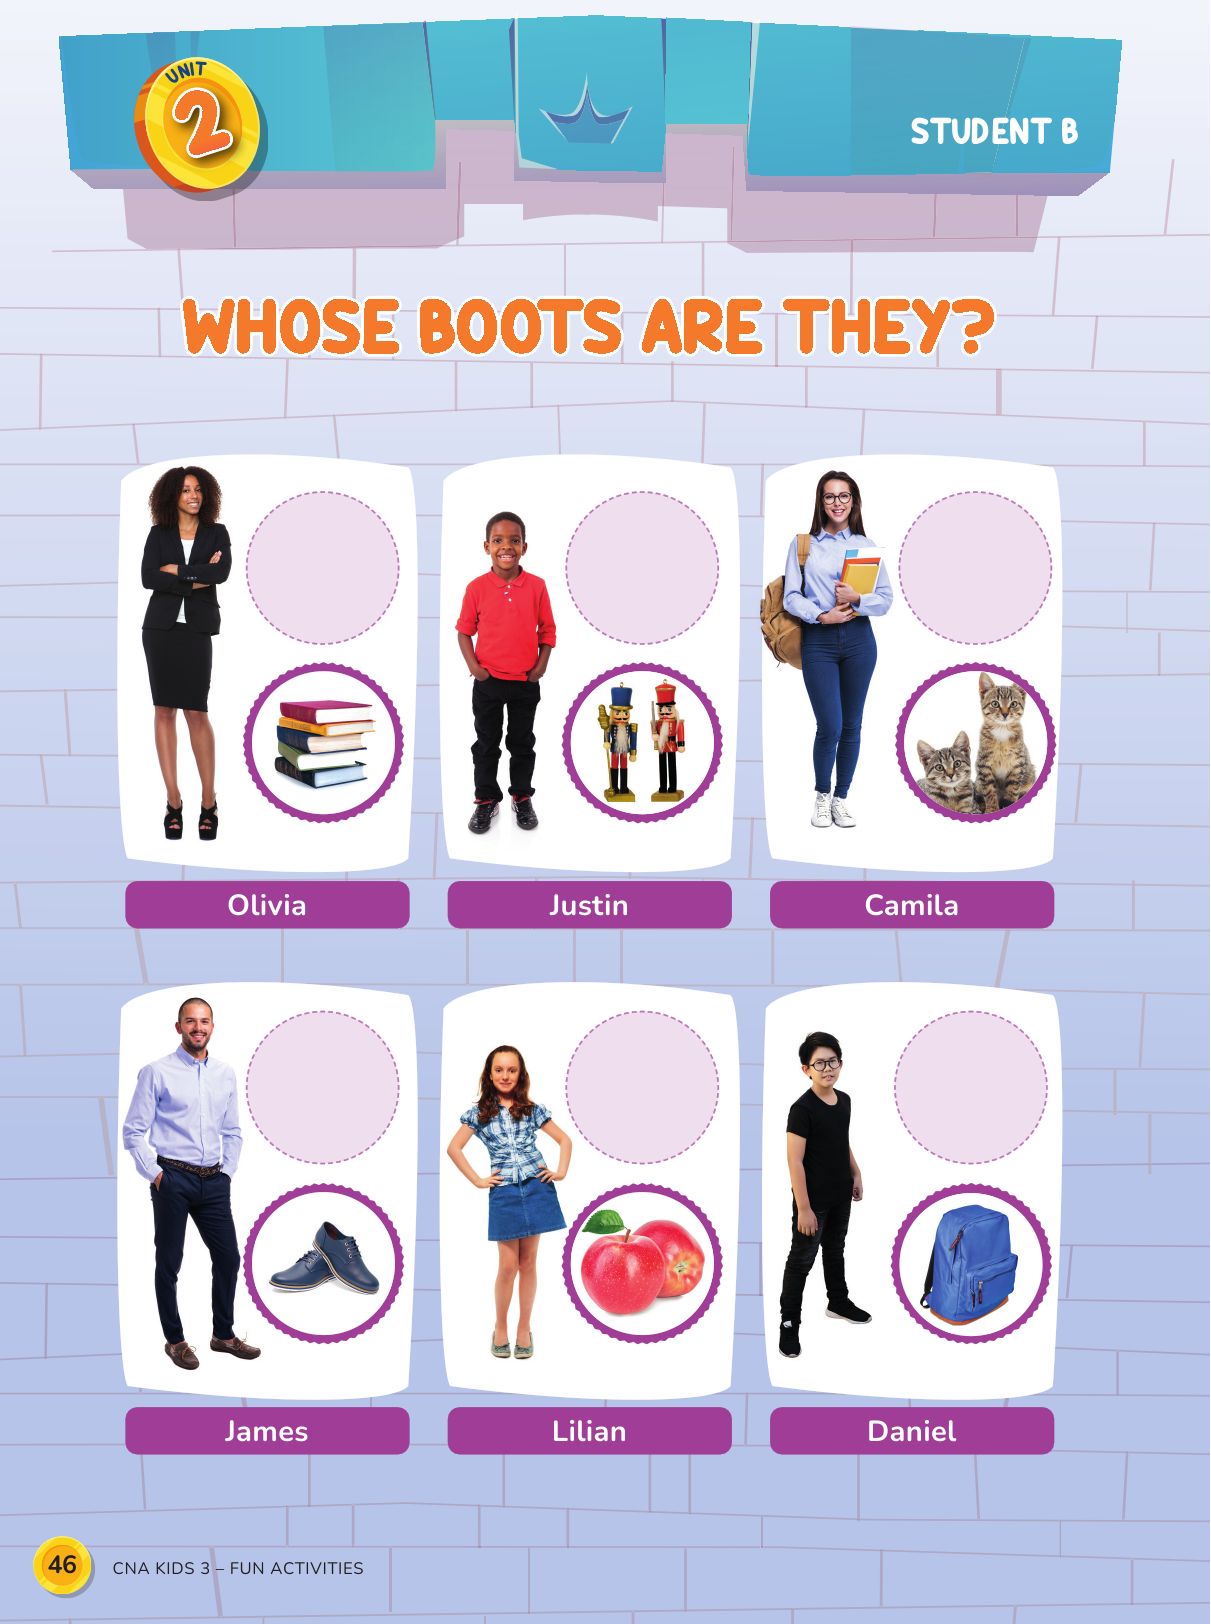 UNIT
2
STUDENT B
WHOSE BOOTS ARE THEY?
Olivia
Justin
Camila
James
Lilian
Daniel
46
CNA KIDS 3 – FUN ACTIVITIES